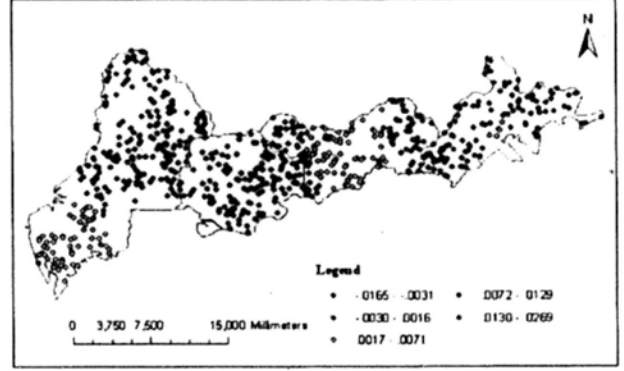 N
Legend
-.0165 - -.0031
.0072 - .0129
-.0030 - .0016
.0130 - .0269
.0017 - .0071
0 3,750 7,500 15,000 Millimeters